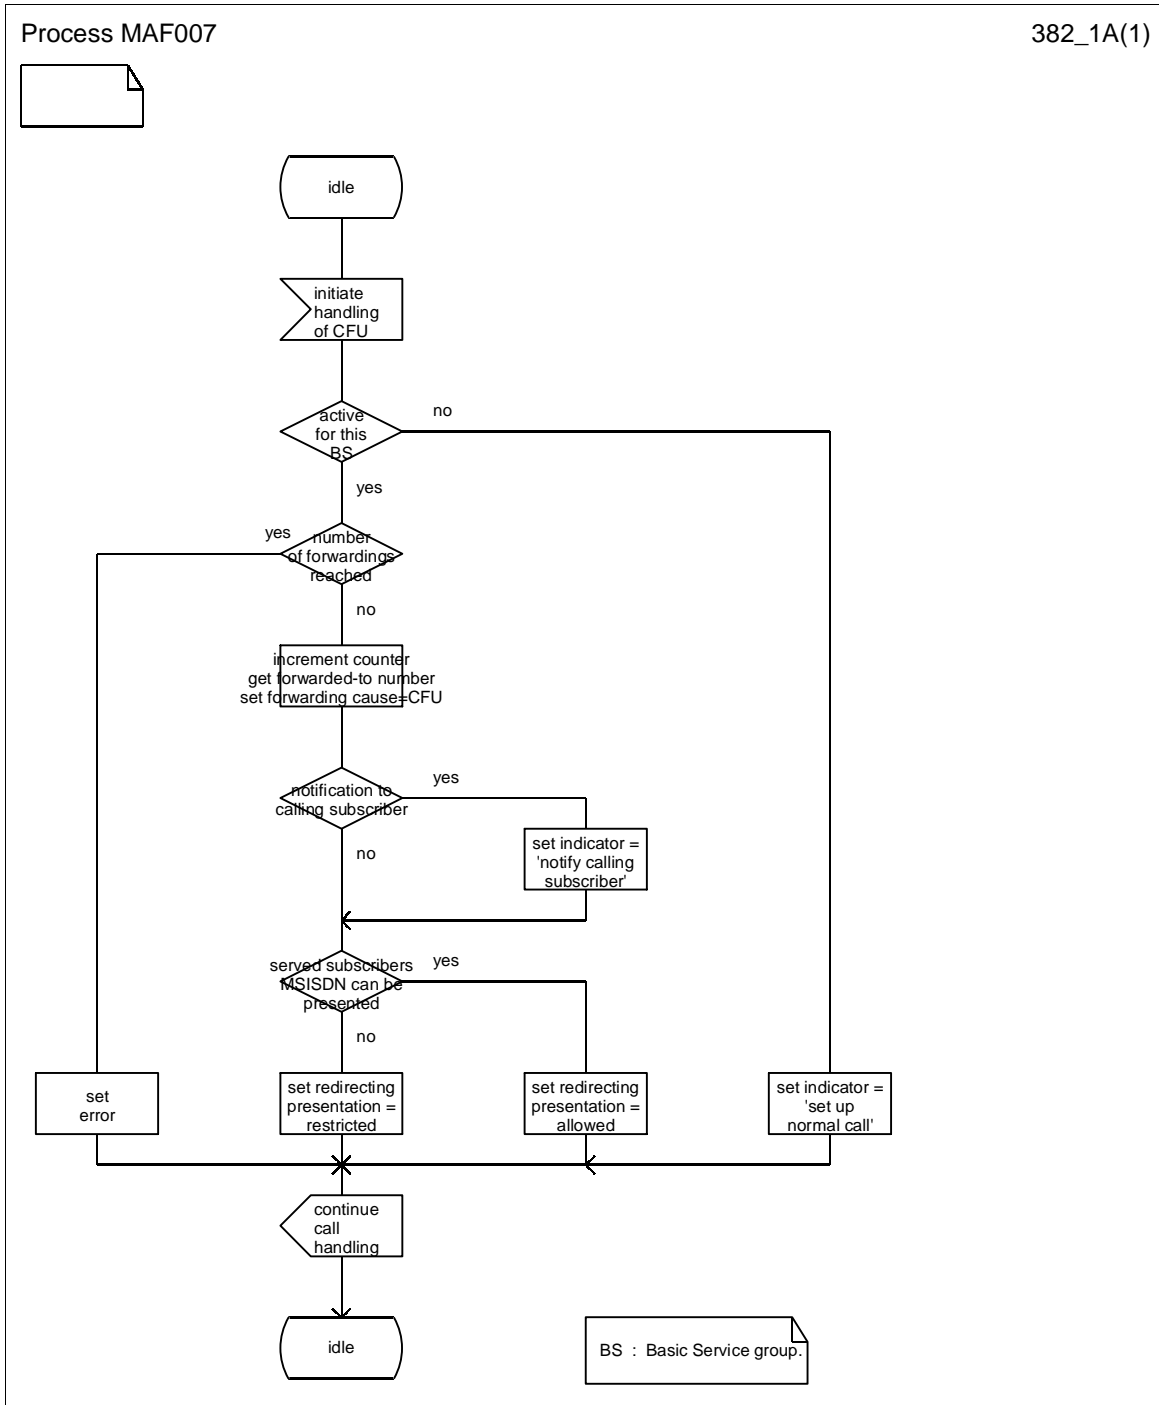 Process MAF007
382_1A(1)
idle
initiate
handling
of CFU
active
for this
BS
no
yes
number
of forwardings
reached
yes
no
increment counter
get forwarded-to number
set forwarding cause=CFU
notification to
calling subscriber
yes
no
set indicator =
'notify calling
subscriber'
served subscribers
MSISDN can be
presented
yes
no
set
error
set redirecting
presentation =
restricted
set redirecting
presentation =
allowed
set indicator =
'set up
normal call'
continue
call
handling
idle
BS : Basic Service group.